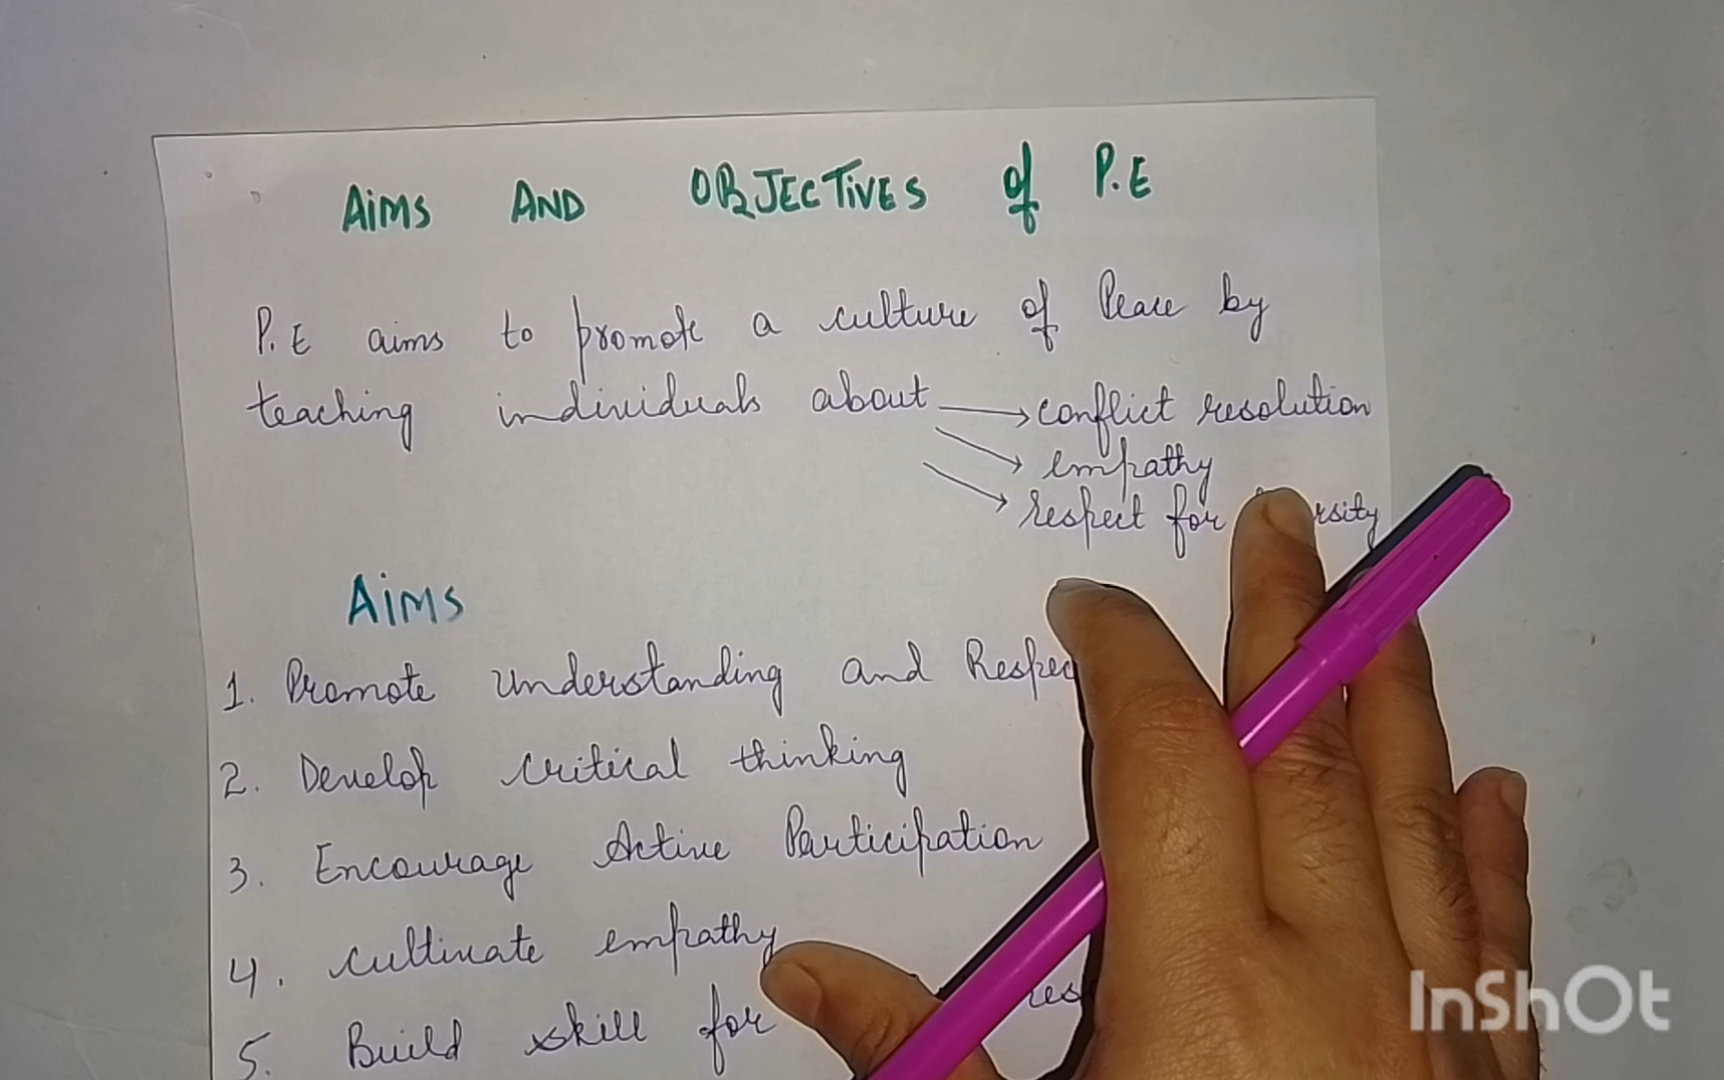 AiMS AND OBJECTiVES of P.E
P.E aims to promote a culture of Peace by
teaching individuals about → conflict resolution
→ empathy
→ respect for
AiMS
1. Promote understanding and Respec
2. Develop critical thinking
3. Encourage Active Participation
4. cultivate empathy
5. Build skill for
InShOt